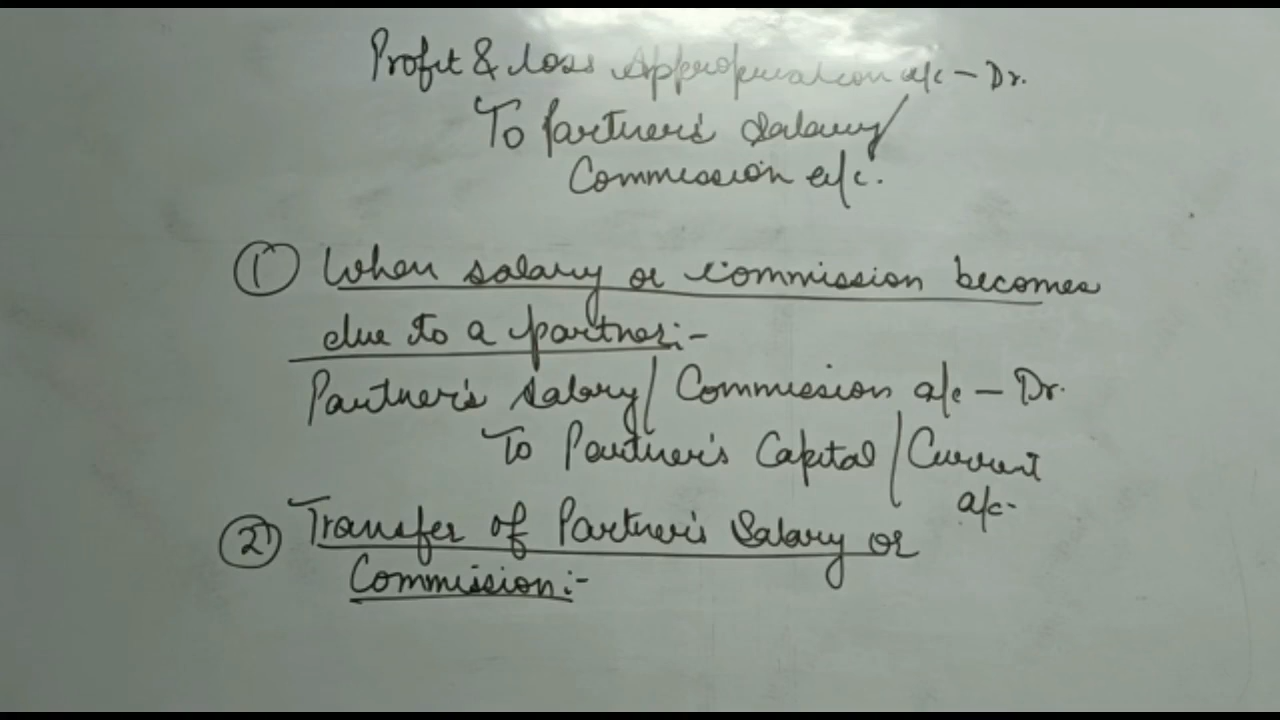 Profit & loss Appropriation a/c - Dr.
To Partner's Salary/
Commission a/c.
① When salary or commission becomes
due to a partner:-
Partner's Salary/ Commission a/c - Dr.
To Partner's Capital / Current
a/c-
② Transfer of Partner's Salary or
Commission:-